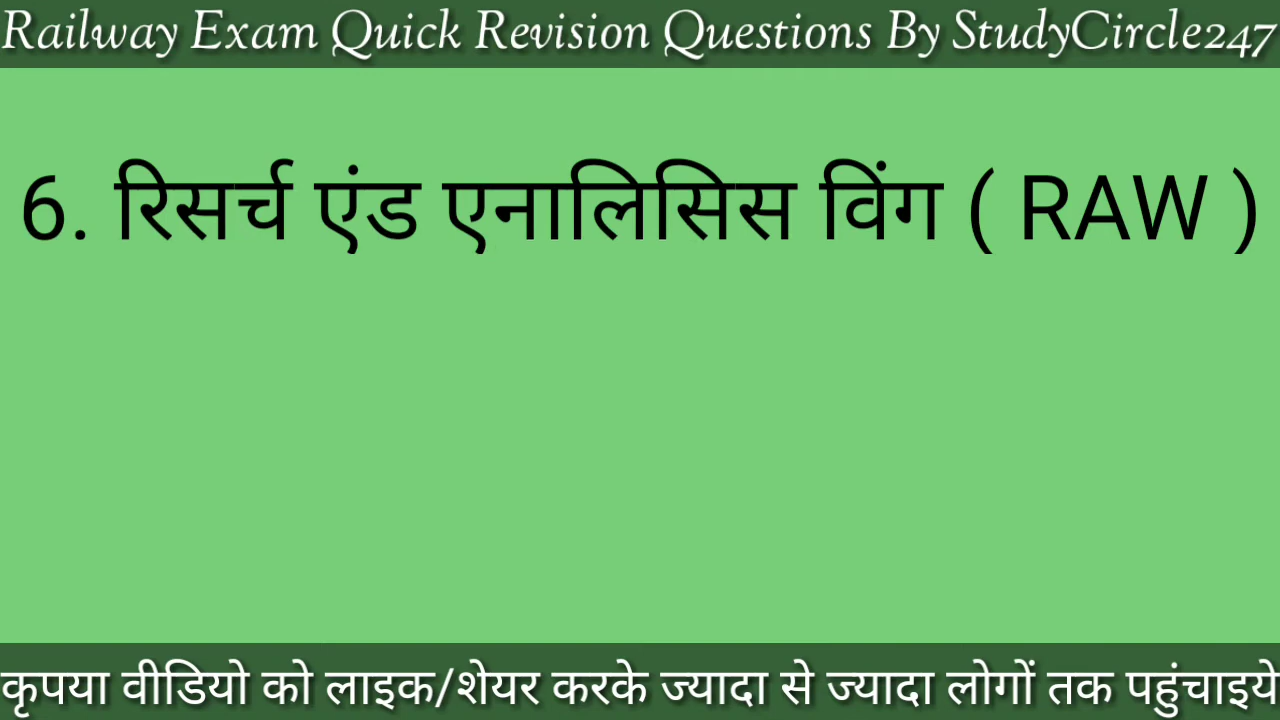 Railway Exam Quick Revision Questions By StudyCircle247
6. रिसर्च एंड एनालिसिस विंग ( RAW )
कृपया वीडियो को लाइक/शेयर करके ज्यादा से ज्यादा लोगों तक पहुंचाइये